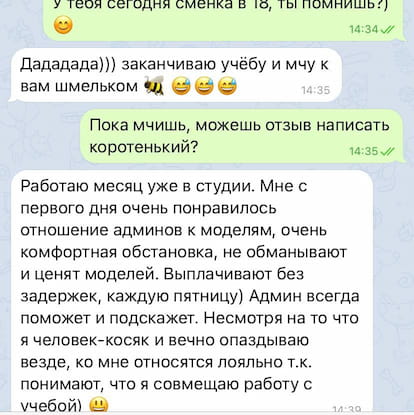 У тебя сегодня сменка в 18, ты помнишь?)
😊
14:34
Дададада))) заканчиваю учёбу и мчу к
вам шмельком 🐝 😅😅😅
14:35
Пока мчишь, можешь отзыв написать
коротенький?
14:35
Работаю месяц уже в студии. Мне с
первого дня очень понравилось
отношение админов к моделям, очень
комфортная обстановка, не обманывают
и ценят моделей. Выплачивают без
задержек, каждую пятницу) Админ всегда
поможет и подскажет. Несмотря на то что
я человек-косяк и вечно опаздываю
везде, ко мне относятся лояльно т.к.
понимают, что я совмещаю работу с
учебой) 😃
14:39